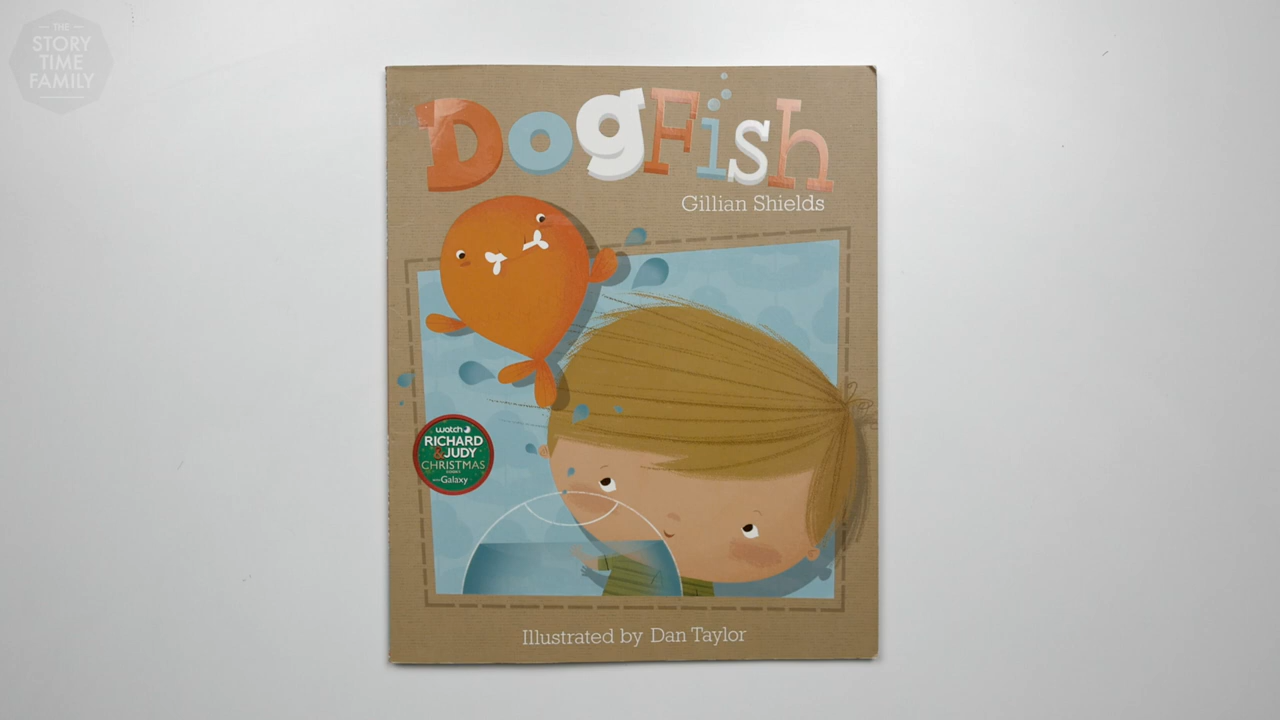 THE
STORY
TIME
FAMILY
DogFish
Gillian Shields
watch
RICHARD
&JUDY
CHRISTMAS
Galaxy
Illustrated by Dan Taylor